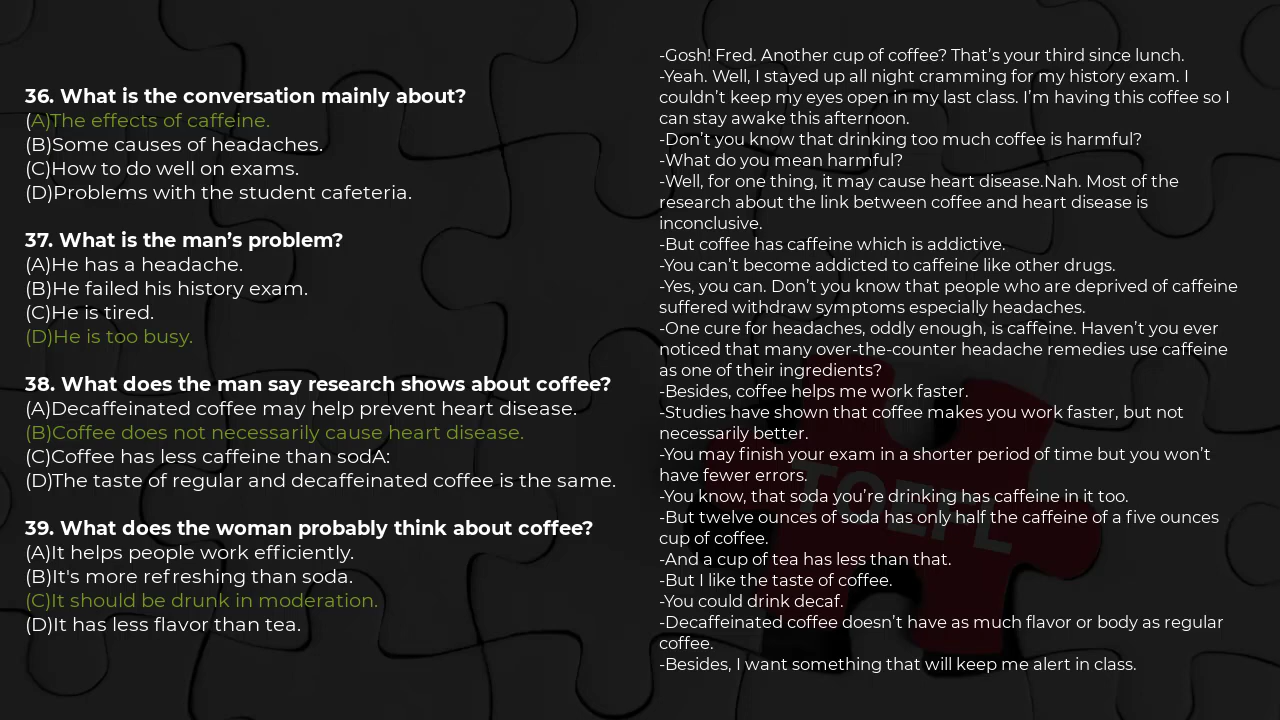 36. What is the conversation mainly about?
(A)The effects of caffeine.
(B)Some causes of headaches.
(C)How to do well on exams.
(D)Problems with the student cafeteria.
37. What is the man’s problem?
(A)He has a headache.
(B)He failed his history exam.
(C)He is tired.
(D)He is too busy.
38. What does the man say research shows about coffee?
(A)Decaffeinated coffee may help prevent heart disease.
(B)Coffee does not necessarily cause heart disease.
(C)Coffee has less caffeine than sodA:
(D)The taste of regular and decaffeinated coffee is the same.
39. What does the woman probably think about coffee?
(A)It helps people work efficiently.
(B)It's more refreshing than soda.
(C)It should be drunk in moderation.
(D)It has less flavor than tea.
-Gosh! Fred. Another cup of coffee? That’s your third since lunch.
-Yeah. Well, I stayed up all night cramming for my history exam. I
couldn’t keep my eyes open in my last class. I’m having this coffee so I
can stay awake this afternoon.
-Don’t you know that drinking too much coffee is harmful?
-What do you mean harmful?
-Well, for one thing, it may cause heart disease.Nah. Most of the
research about the link between coffee and heart disease is
inconclusive.
-But coffee has caffeine which is addictive.
-You can’t become addicted to caffeine like other drugs.
-Yes, you can. Don’t you know that people who are deprived of caffeine
suffered withdraw symptoms especially headaches.
-One cure for headaches, oddly enough, is caffeine. Haven’t you ever
noticed that many over-the-counter headache remedies use caffeine
as one of their ingredients?
-Besides, coffee helps me work faster.
-Studies have shown that coffee makes you work faster, but not
necessarily better.
-You may finish your exam in a shorter period of time but you won’t
have fewer errors.
-You know, that soda you’re drinking has caffeine in it too.
-But twelve ounces of soda has only half the caffeine of a five ounces
cup of coffee.
-And a cup of tea has less than that.
-But I like the taste of coffee.
-You could drink decaf.
-Decaffeinated coffee doesn’t have as much flavor or body as regular
coffee.
-Besides, I want something that will keep me alert in class.
TOEFL